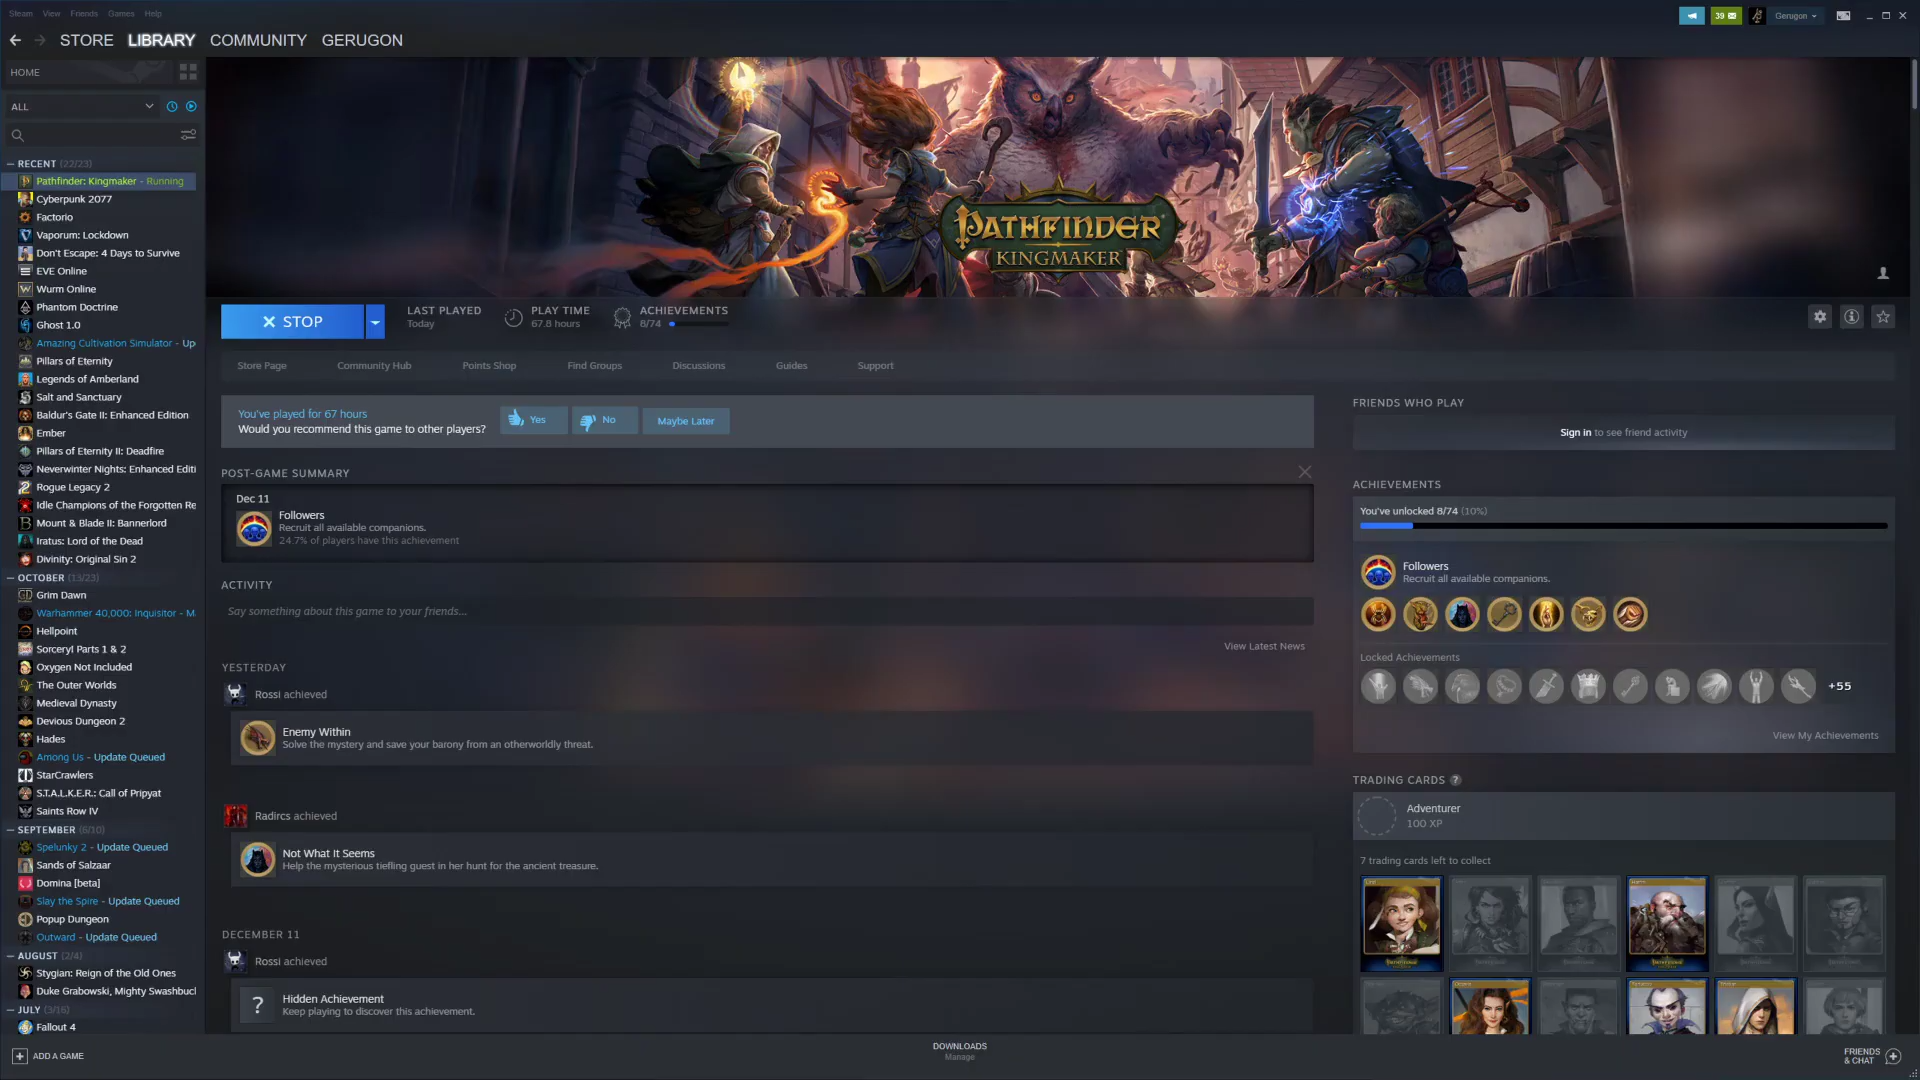 Steam View Friends Games Help
39 Gerugon
STORE LIBRARY COMMUNITY GERUGON
HOME
ALL
RECENT (22/23)
Pathfinder: Kingmaker - Running
Cyberpunk 2077
Factorio
Vaporum: Lockdown
Don't Escape: 4 Days to Survive
EVE Online
Wurm Online
Phantom Doctrine
Ghost 1.0
Amazing Cultivation Simulator - Up
Pillars of Eternity
Legends of Amberland
Salt and Sanctuary
Baldur's Gate II: Enhanced Edition
Ember
Pillars of Eternity II: Deadfire
Neverwinter Nights: Enhanced Editi
Rogue Legacy 2
Idle Champions of the Forgotten Re
Mount & Blade II: Bannerlord
Iratus: Lord of the Dead
Divinity: Original Sin 2
OCTOBER (13/23)
Grim Dawn
Warhammer 40,000: Inquisitor - M
Hellpoint
Sorceryl Parts 1 & 2
Oxygen Not Included
The Outer Worlds
Medieval Dynasty
Devious Dungeon 2
Hades
Among Us - Update Queued
StarCrawlers
S.T.A.L.K.E.R.: Call of Pripyat
Saints Row IV
SEPTEMBER (6/10)
Spelunky 2 - Update Queued
Sands of Salzaar
Domina [beta]
Slay the Spire - Update Queued
Popup Dungeon
Outward - Update Queued
AUGUST (2/4)
Stygian: Reign of the Old Ones
Duke Grabowski, Mighty Swashbucl
JULY (3/16)
Fallout 4
ADD A GAME
PATHFINDER
KINGMAKER
STOP
LAST PLAYED
Today
PLAY TIME
67.8 hours
ACHIEVEMENTS
8/74
Store Page Community Hub Points Shop Find Groups Discussions Guides Support
You've played for 67 hours
Would you recommend this game to other players?
Yes No Maybe Later
POST-GAME SUMMARY
Dec 11
Followers
Recruit all available companions.
24.7% of players have this achievement
ACTIVITY
Say something about this game to your friends...
View Latest News
YESTERDAY
Rossi achieved
Enemy Within
Solve the mystery and save your barony from an otherworldly threat.
Radircs achieved
Not What It Seems
Help the mysterious tiefling guest in her hunt for the ancient treasure.
DECEMBER 11
Rossi achieved
?
Hidden Achievement
Keep playing to discover this achievement.
FRIENDS WHO PLAY
Sign in to see friend activity
ACHIEVEMENTS
You've unlocked 8/74 (10%)
Followers
Recruit all available companions.
Locked Achievements
+55
View My Achievements
TRADING CARDS ?
Adventurer
100 XP
7 trading cards left to collect
DOWNLOADS
Manage
FRIENDS
& CHAT